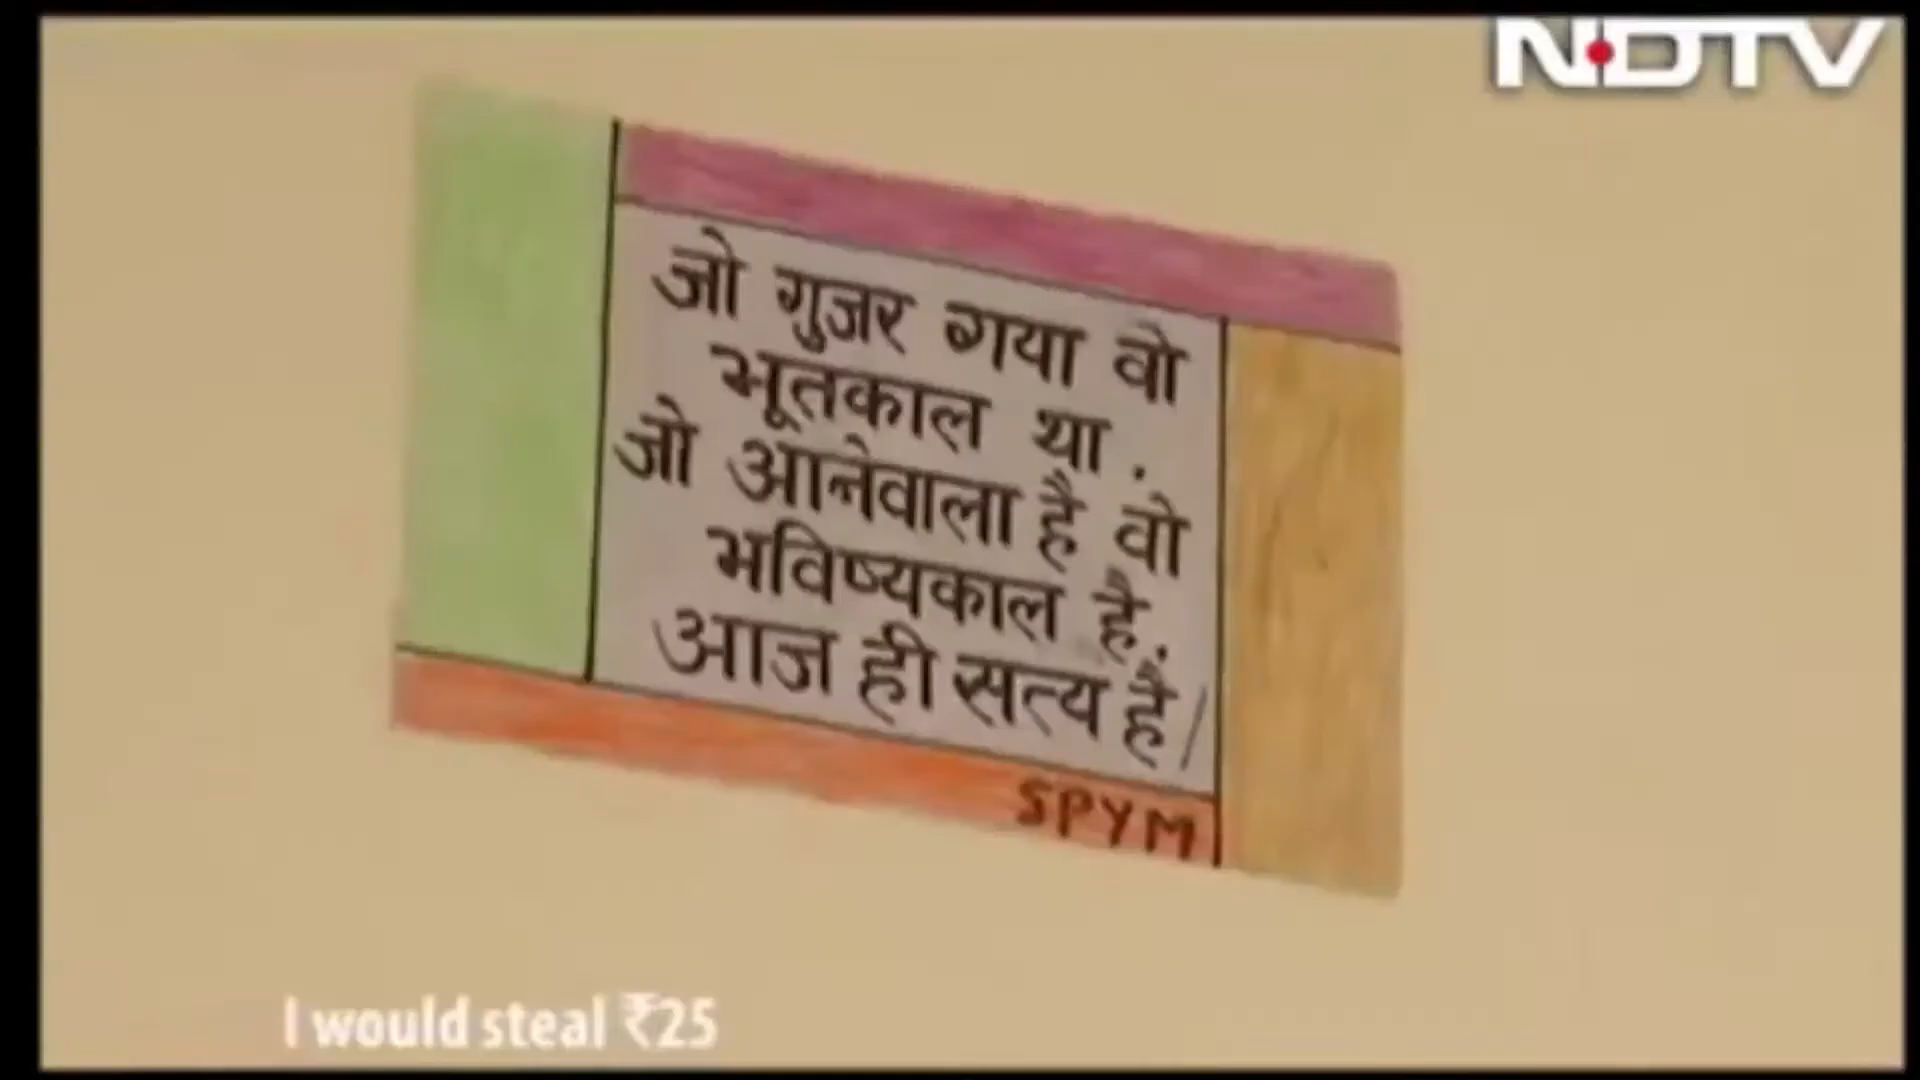 NDTV
जो गुजर गया वो
भूतकाल था.
जो आनेवाला है वो
भविष्यकाल है.
आज ही सत्य है/
SPYM
I would steal ₹25